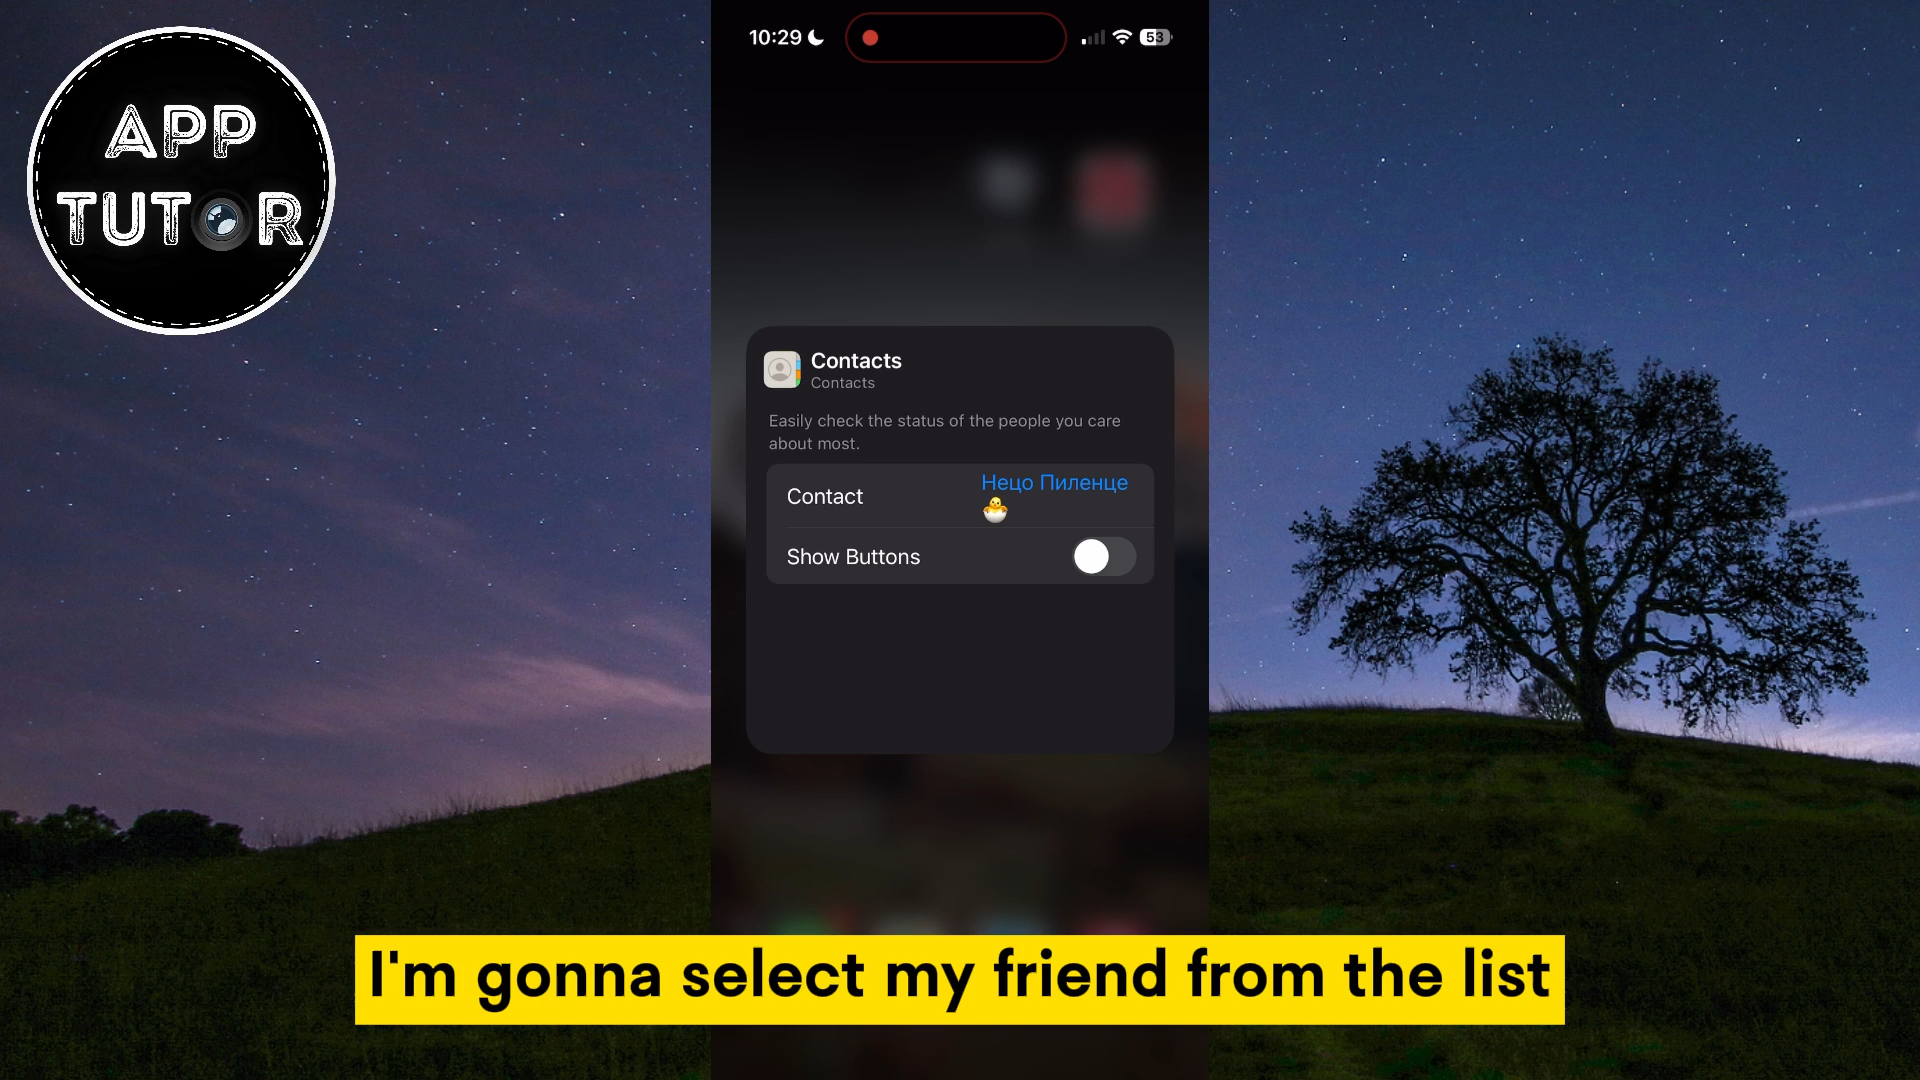 APP
TUTOR
10:29
53
Contacts
Contacts
Easily check the status of the people you care
about most.
Contact
Нецо Пиленце
🐣
Show Buttons
I'm gonna select my friend from the list